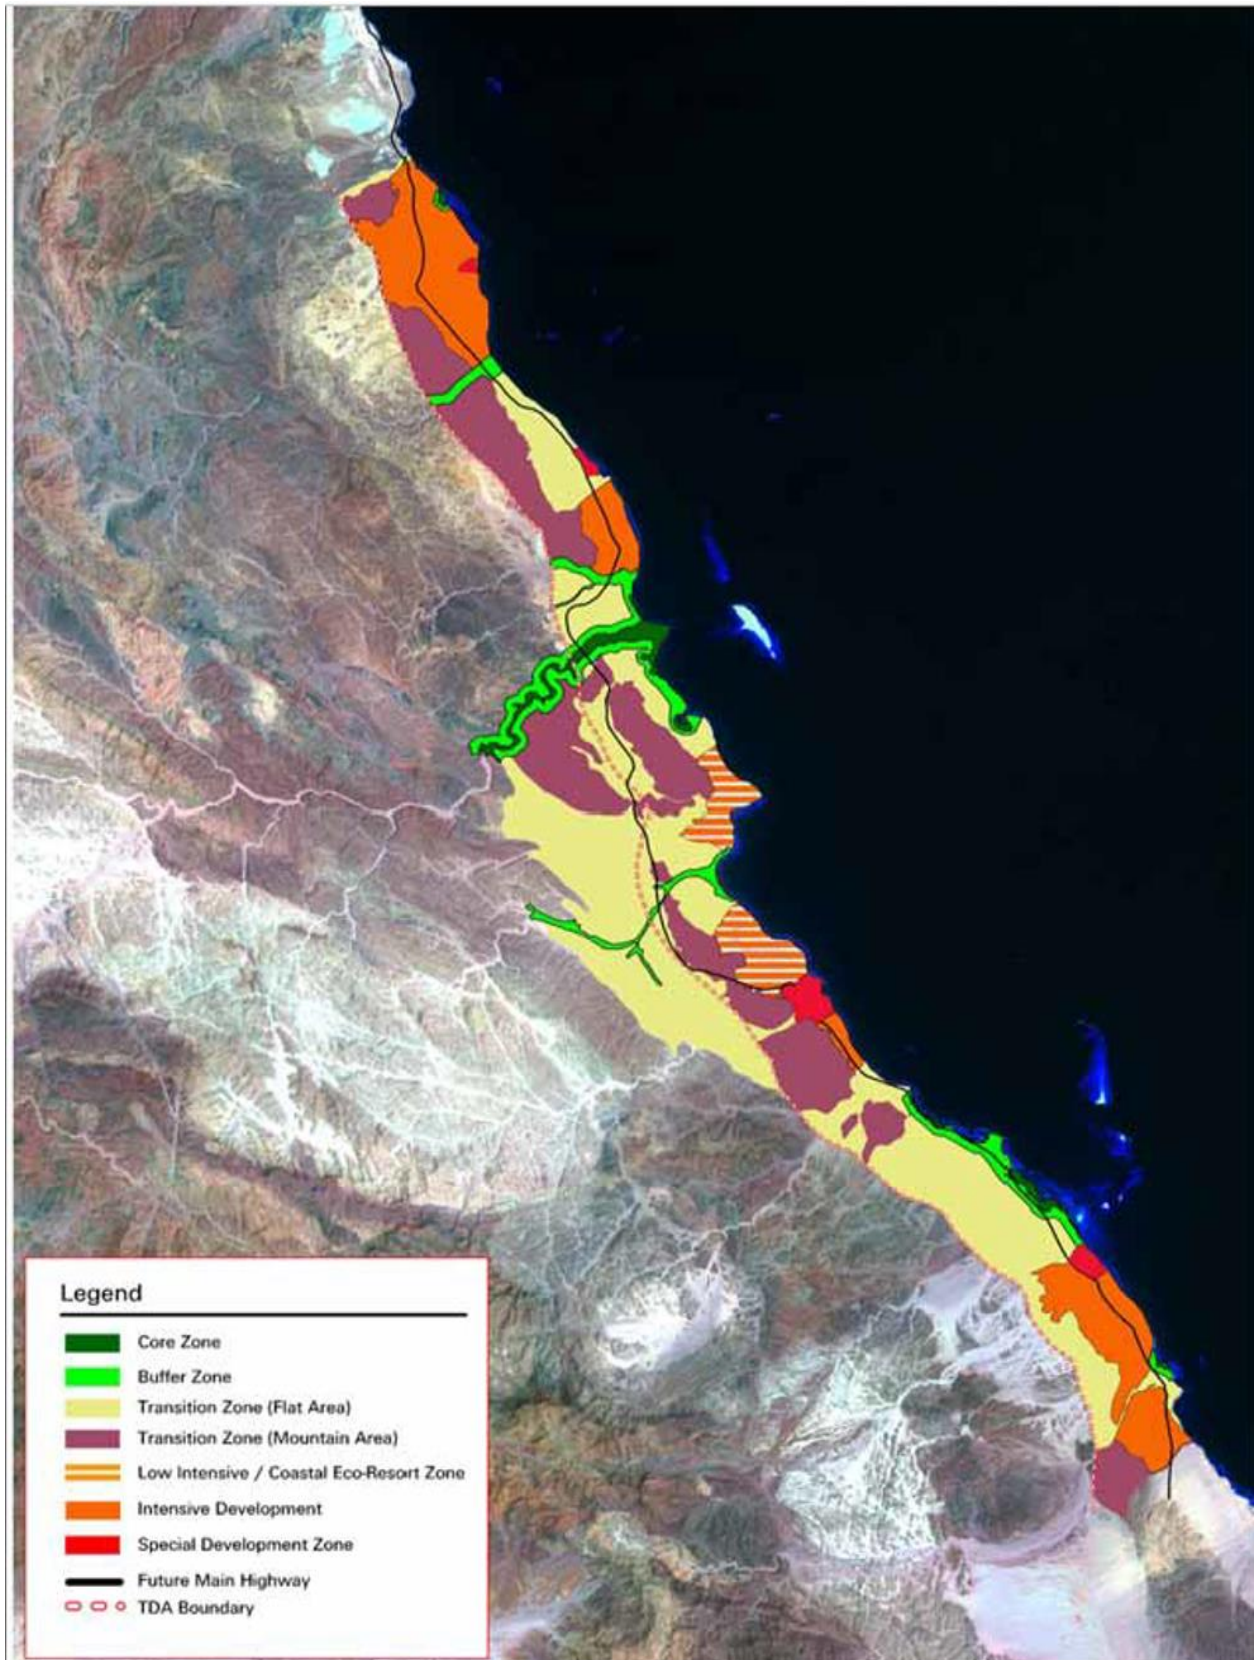 Legend
Core Zone
Buffer Zone
Transition Zone (Flat Area)
Transition Zone (Mountain Area)
Low Intensive / Coastal Eco-Resort Zone
Intensive Development
Special Development Zone
Future Main Highway
TDA Boundary